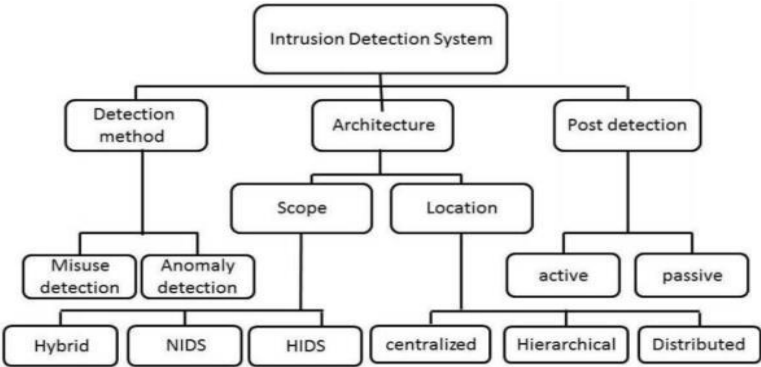 Intrusion Detection System
Detection
method
Architecture
Post detection
Scope
Location
Misuse
detection
Anomaly
detection
active
passive
Hybrid
NIDS
HIDS
centralized
Hierarchical
Distributed